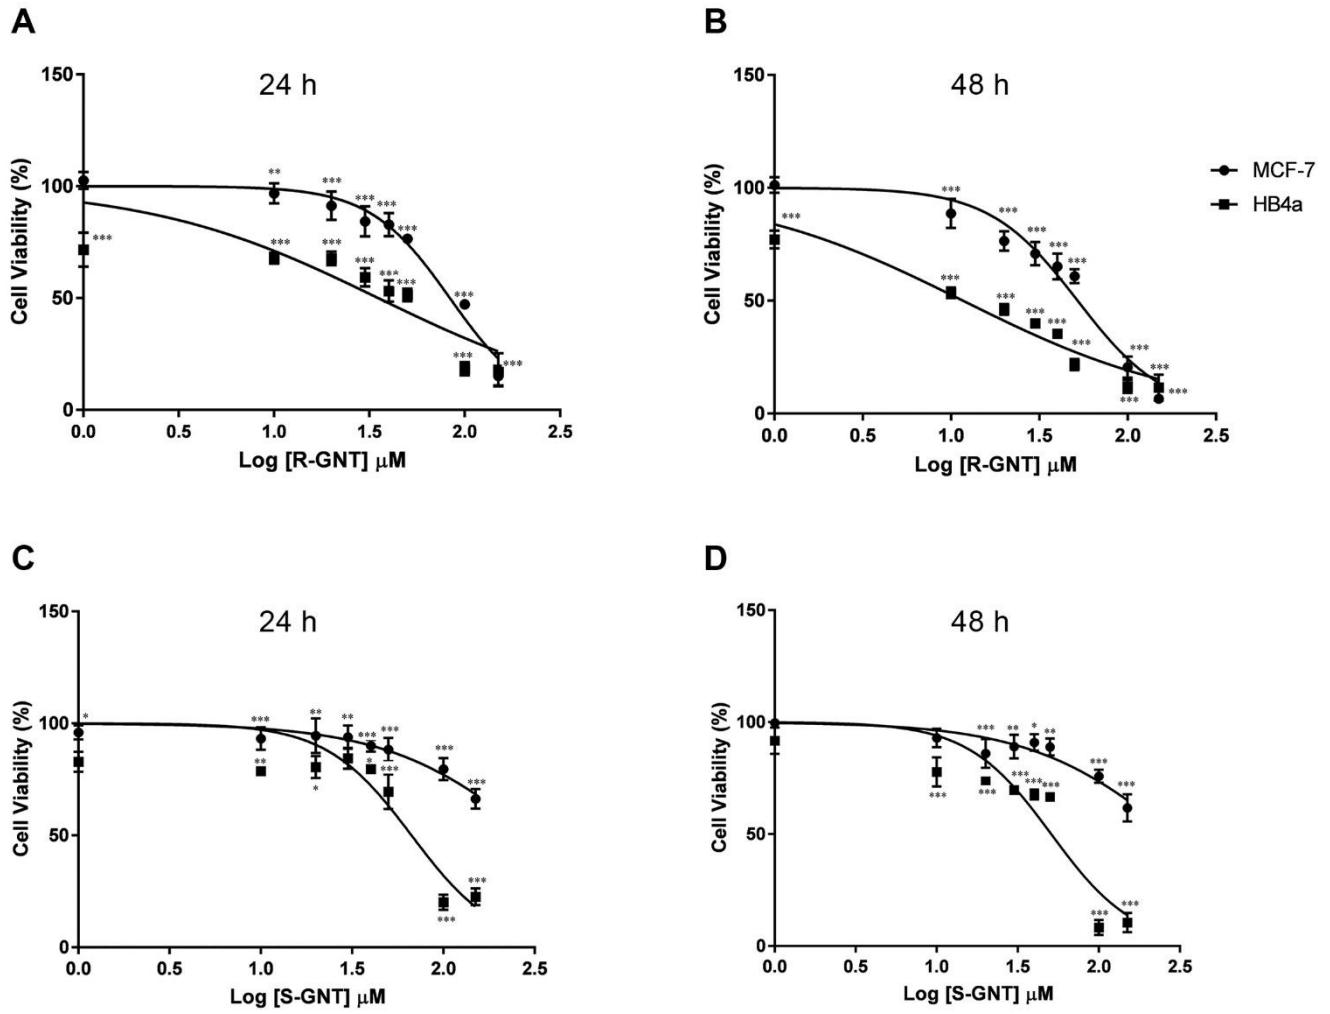 A
24 h
150
100
50
0
Cell Viability (%)
*** *** *** *** *** *** *** ***
** *** *** *** *** ***
0.0 0.5 1.0 1.5 2.0 2.5
Log [R-GNT] μM
B
48 h
150
100
50
0
Cell Viability (%)
*** *** *** *** *** *** ***
*** *** *** *** *** *** *** ***
0.0 0.5 1.0 1.5 2.0 2.5
Log [R-GNT] μM
MCF-7
HB4a
C
24 h
150
100
50
0
Cell Viability (%)
* *** ** ** *** *** *** ***
** * * *** *** ***
0.0 0.5 1.0 1.5 2.0 2.5
Log [S-GNT] μM
D
48 h
150
100
50
0
Cell Viability (%)
*** ** * ** *** ***
*** *** *** *** *** *** ***
0.0 0.5 1.0 1.5 2.0 2.5
Log [S-GNT] μM